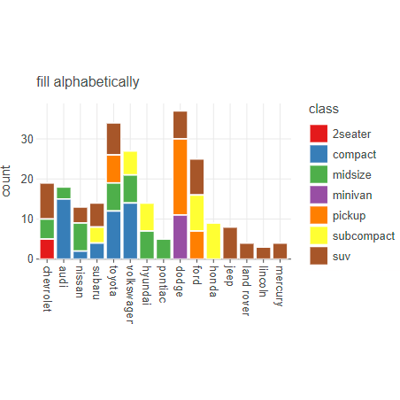 fill alphabetically
class
2seater
compact
midsize
minivan
pickup
subcompact
suv
count
30
20
10
0
chevrolet
audi
nissan
subaru
toyota
volkswagen
hyundai
pontiac
dodge
ford
honda
jeep
land rover
lincoln
mercury